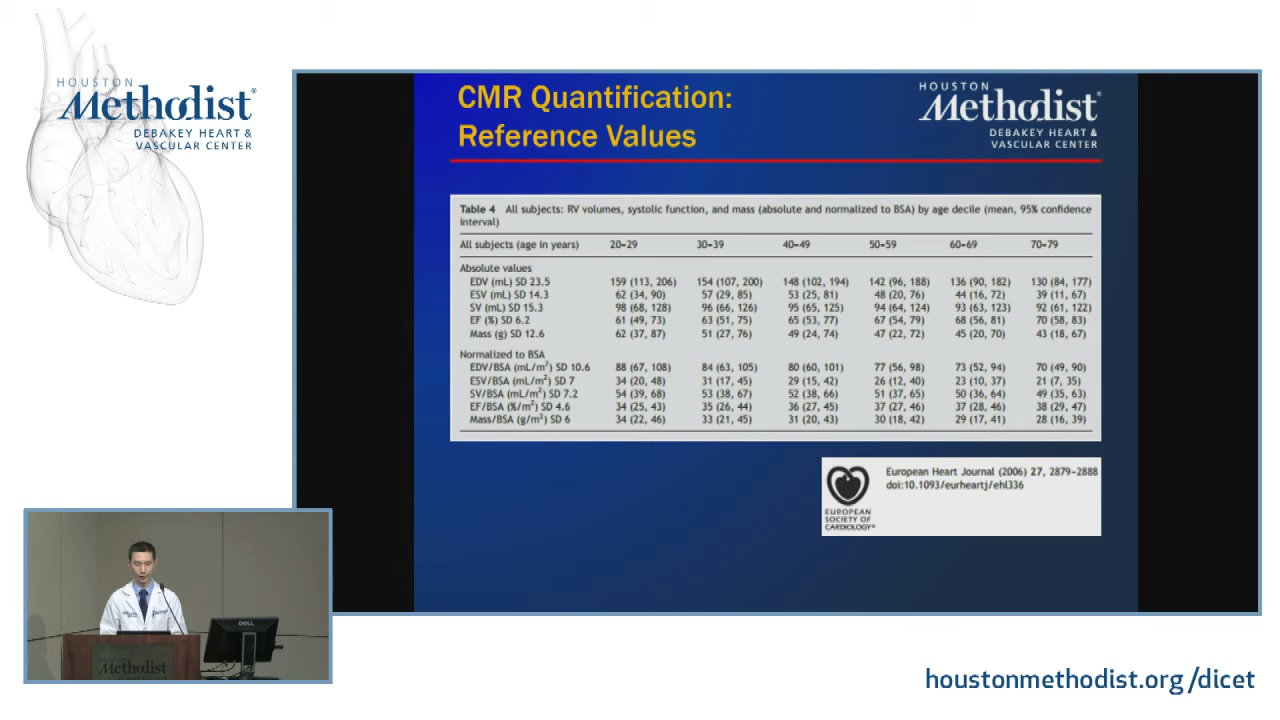 HOUSTON
Methodist®
DEBAKEY HEART &
VASCULAR CENTER
CMR Quantification:
Reference Values
HOUSTON
Methodist®
DEBAKEY HEART &
VASCULAR CENTER
Table 4 All subjects: RV volumes, systolic function, and mass (absolute and normalized to BSA) by age decile (mean, 95% confidence
interval)
All subjects (age in years) 20–29 30–39 40–49 50–59 60–69 70–79
Absolute values
EDV (mL) SD 23.5 159 (113, 206) 154 (107, 200) 148 (102, 194) 142 (96, 188) 136 (90, 182) 130 (84, 177)
ESV (mL) SD 14.3 62 (34, 90) 57 (29, 85) 53 (25, 81) 48 (20, 76) 44 (16, 72) 39 (11, 67)
SV (mL) SD 15.3 98 (68, 128) 96 (66, 126) 95 (65, 125) 94 (64, 124) 93 (63, 123) 92 (61, 122)
EF (%) SD 6.2 61 (49, 73) 63 (51, 75) 65 (53, 77) 67 (54, 79) 68 (56, 81) 70 (58, 83)
Mass (g) SD 12.6 62 (37, 87) 51 (27, 76) 49 (24, 74) 47 (22, 72) 45 (20, 70) 43 (18, 67)
Normalized to BSA
EDV/BSA (mL/m²) SD 10.6 88 (67, 108) 84 (63, 105) 80 (60, 101) 77 (56, 98) 73 (52, 94) 70 (49, 90)
ESV/BSA (mL/m²) SD 7 34 (20, 48) 31 (17, 45) 29 (15, 42) 26 (12, 40) 23 (10, 37) 21 (7, 35)
SV/BSA (mL/m²) SD 7.2 54 (39, 68) 53 (38, 67) 52 (38, 66) 51 (37, 65) 50 (36, 64) 49 (35, 63)
EF/BSA (%/m²) SD 4.6 34 (25, 43) 35 (26, 44) 36 (27, 45) 37 (27, 46) 37 (28, 46) 38 (29, 47)
Mass/BSA (g/m²) SD 6 34 (22, 46) 33 (21, 45) 31 (20, 43) 30 (18, 42) 29 (17, 41) 28 (16, 39)
European Heart Journal (2006) 27, 2879–2888
doi:10.1093/eurheartj/ehl336
EUROPEAN
SOCIETY OF
CARDIOLOGY®
DELL
HOUSTON
Methodist
houstonmethodist.org/dicet